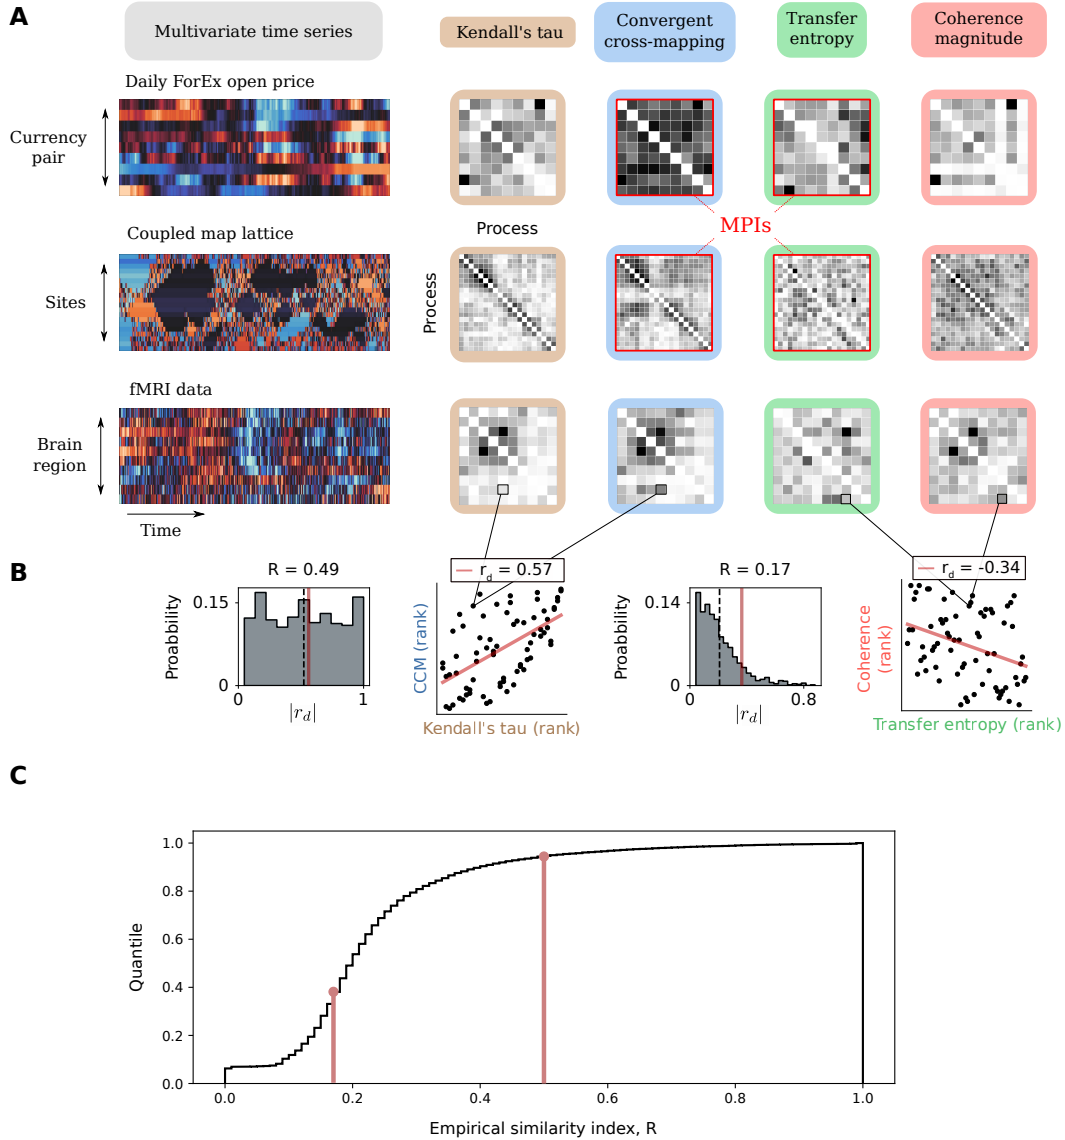 A
Multivariate time series
Kendall's tau
Convergent
cross-mapping
Transfer
entropy
Coherence
magnitude
Daily ForEx open price
Currency
pair
MPIs
Process
Process
Coupled map lattice
Sites
fMRI data
Brain
region
Time
B
R = 0.49
Proabbility
0.15
0
0
1
|r_d|
r_d = 0.57
CCM (rank)
Kendall's tau (rank)
R = 0.17
Proabbility
0.14
0
0
0.8
|r_d|
r_d = -0.34
Coherence
(rank)
Transfer entropy (rank)
C
Quantile
1.0
0.8
0.6
0.4
0.2
0.0
0.0
0.2
0.4
0.6
0.8
1.0
Empirical similarity index, R